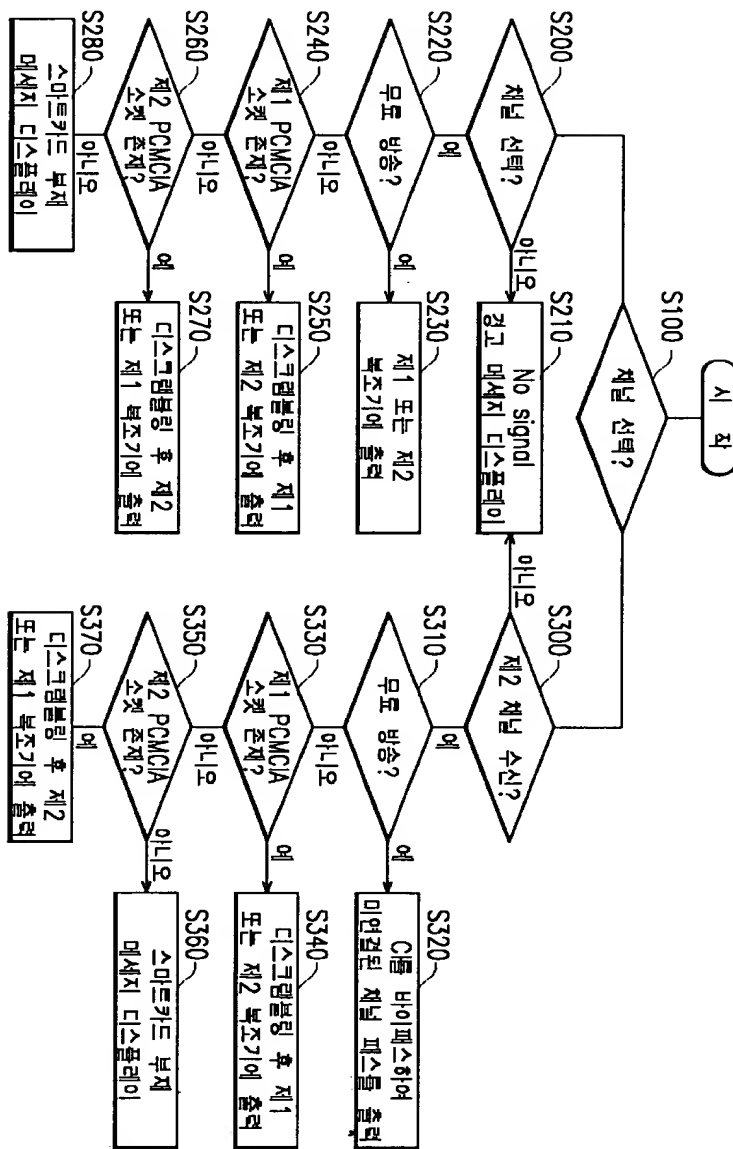 시 작
S100
채널 선택?
S200
채널 선택?
아니오
예
S210
No signal
경고 메세지 디스플레이
S220
무료 방송?
예
아니오
S230
제1 또는 제2
복조기에 출력
S240
제1 PCMCIA
소켓 존재?
예
아니오
S250
디스크램블링 후 제1
또는 제2 복조기에 출력
S260
제2 PCMCIA
소켓 존재?
예
아니오
S270
디스크램블링 후 제2
또는 제1 복조기에 출력
S280
스마트카드 부재
메세지 디스플레이
S300
제2 채널 수신?
아니오
예
S310
무료 방송?
예
아니오
S320
CI를 바이패스하여
미연결된 채널 패스를 출력
S330
제1 PCMCIA
소켓 존재?
예
아니오
S340
디스크램블링 후 제1
또는 제2 복조기에 출력
S350
제2 PCMCIA
소켓 존재?
아니오
예
S360
스마트카드 부재
메세지 디스플레이
S370
디스크램블링 후 제2
또는 제1 복조기에 출력